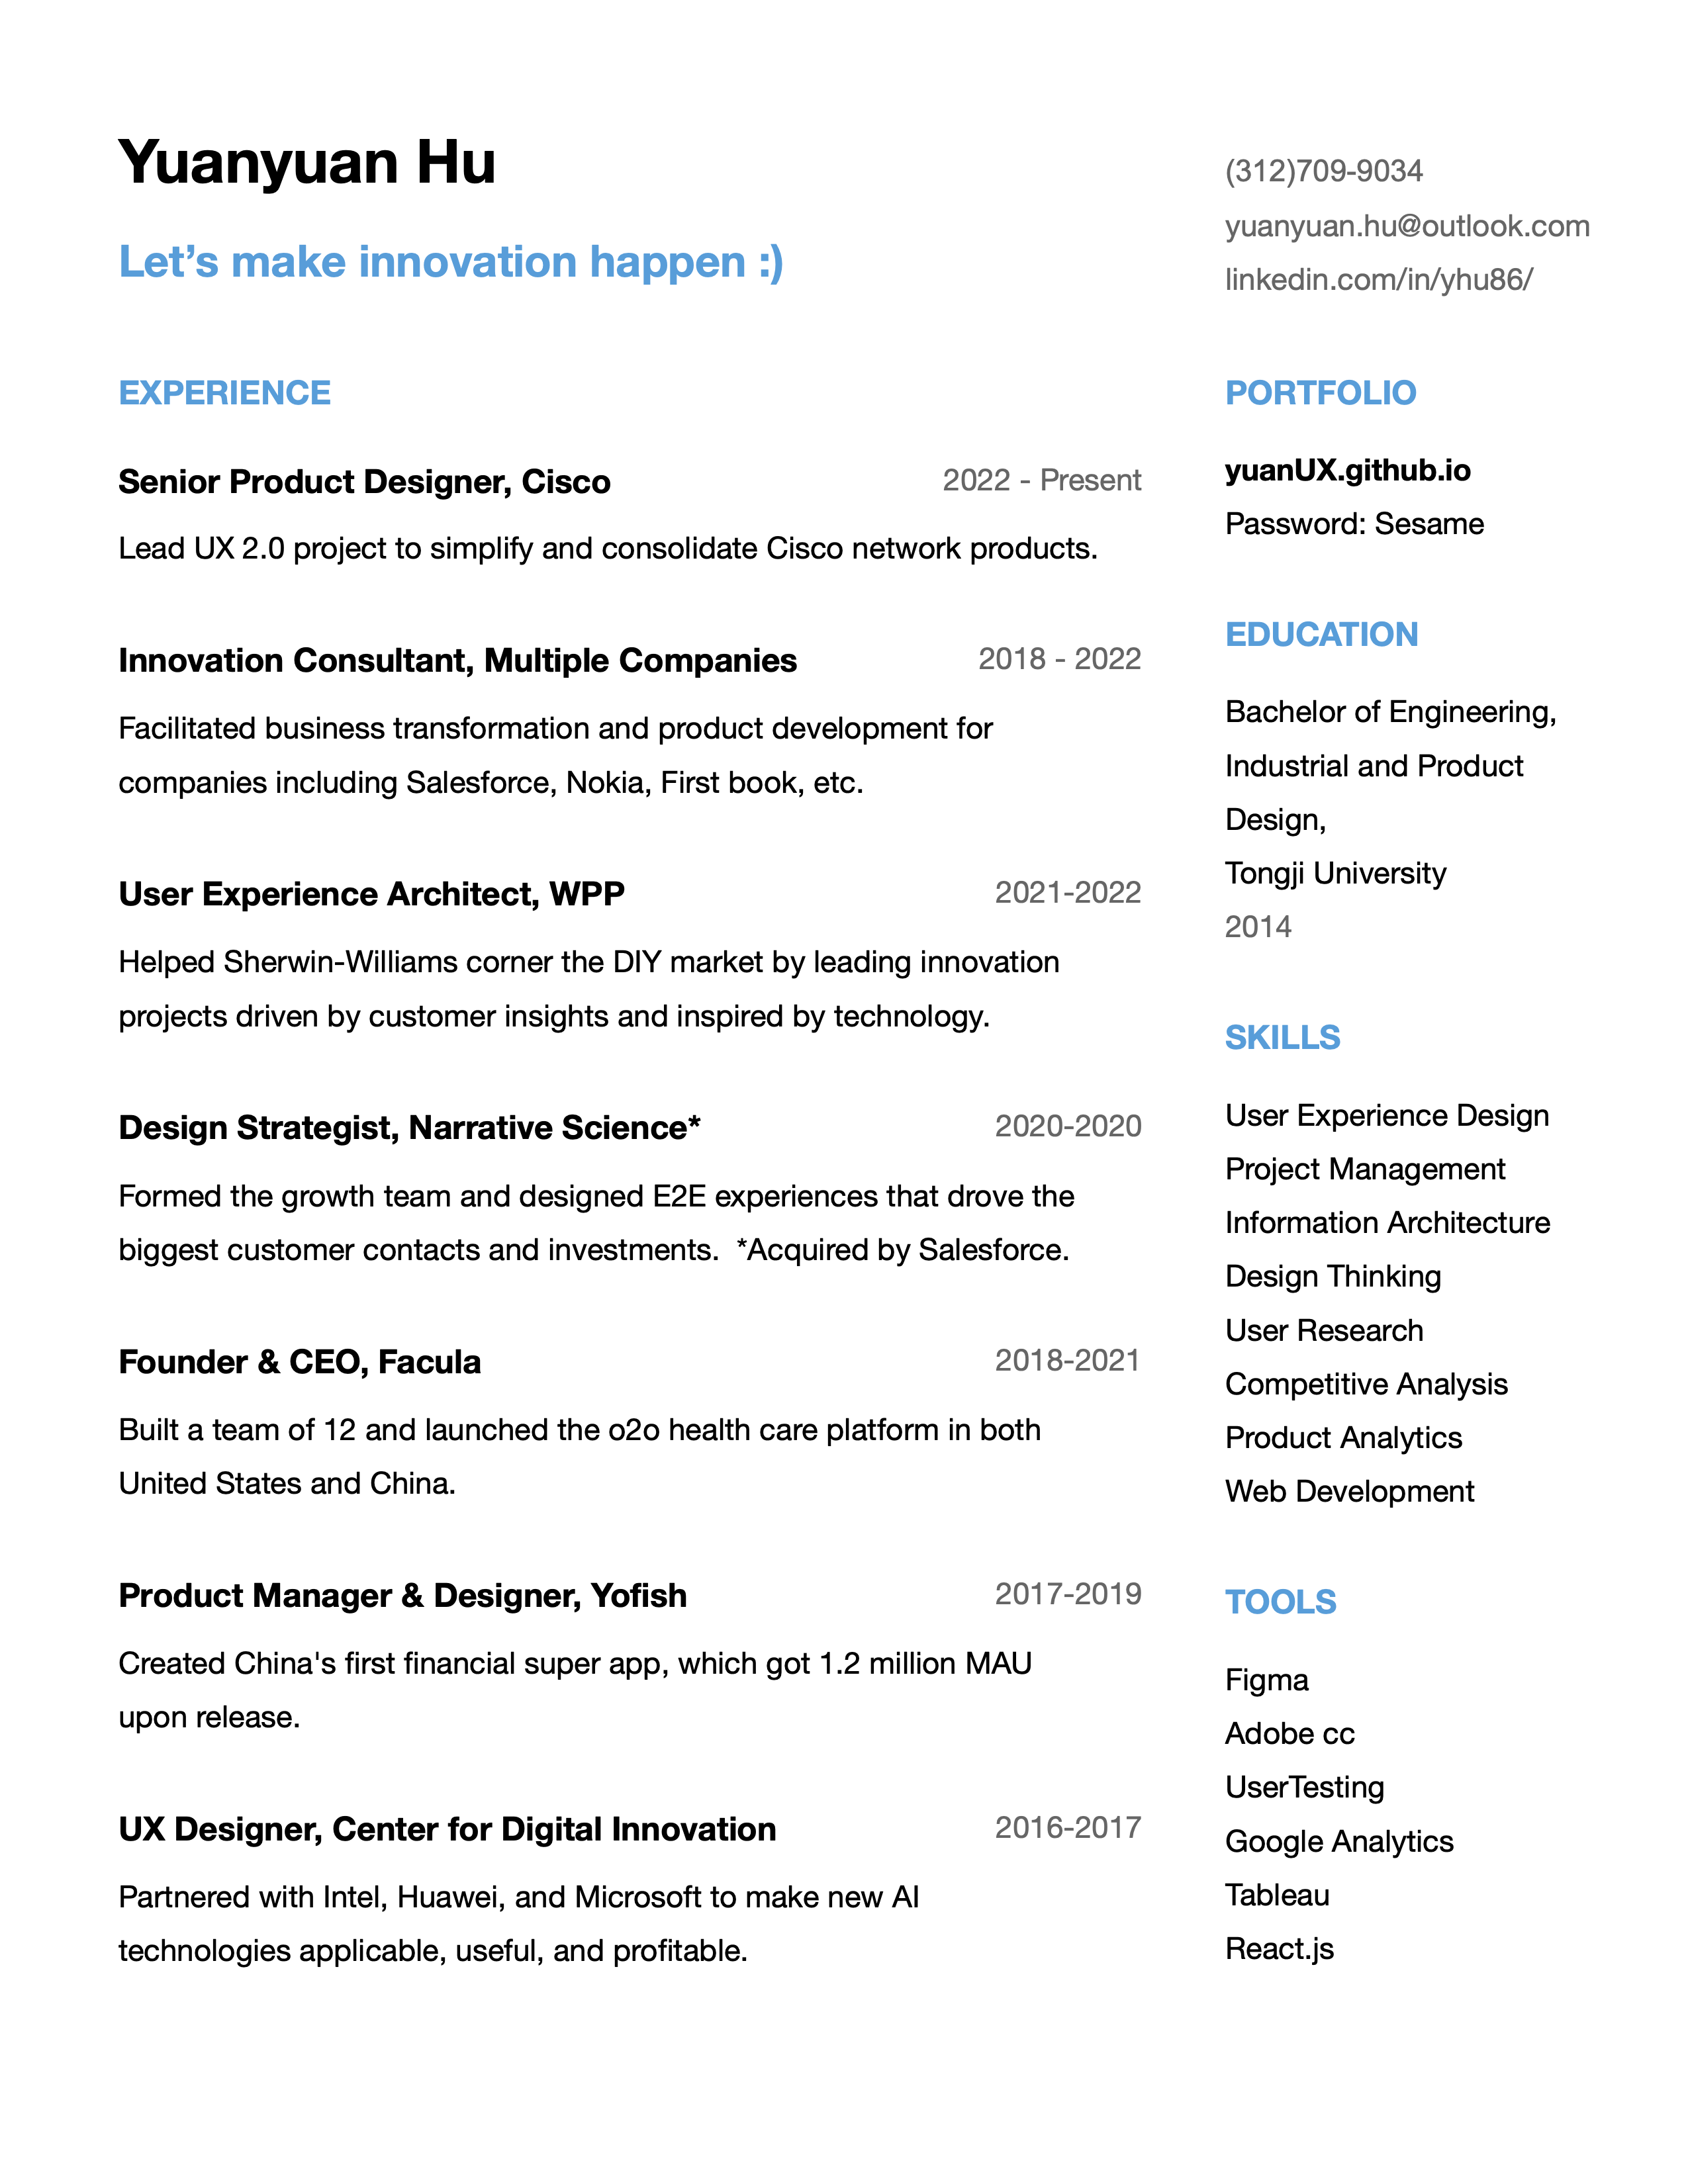 Yuanyuan Hu
Let’s make innovation happen :)
(312)709-9034
yuanyuan.hu@outlook.com
linkedin.com/in/yhu86/
EXPERIENCE
Senior Product Designer, Cisco 2022 - Present
Lead UX 2.0 project to simplify and consolidate Cisco network products.
Innovation Consultant, Multiple Companies 2018 - 2022
Facilitated business transformation and product development for
companies including Salesforce, Nokia, First book, etc.
User Experience Architect, WPP 2021-2022
Helped Sherwin-Williams corner the DIY market by leading innovation
projects driven by customer insights and inspired by technology.
Design Strategist, Narrative Science* 2020-2020
Formed the growth team and designed E2E experiences that drove the
biggest customer contacts and investments.  *Acquired by Salesforce.
Founder & CEO, Facula 2018-2021
Built a team of 12 and launched the o2o health care platform in both
United States and China.
Product Manager & Designer, Yofish 2017-2019
Created China's first financial super app, which got 1.2 million MAU
upon release.
UX Designer, Center for Digital Innovation 2016-2017
Partnered with Intel, Huawei, and Microsoft to make new AI
technologies applicable, useful, and profitable.
PORTFOLIO
yuanUX.github.io
Password: Sesame
EDUCATION
Bachelor of Engineering,
Industrial and Product
Design,
Tongji University
2014
SKILLS
User Experience Design
Project Management
Information Architecture
Design Thinking
User Research
Competitive Analysis
Product Analytics
Web Development
TOOLS
Figma
Adobe cc
UserTesting
Google Analytics
Tableau
React.js